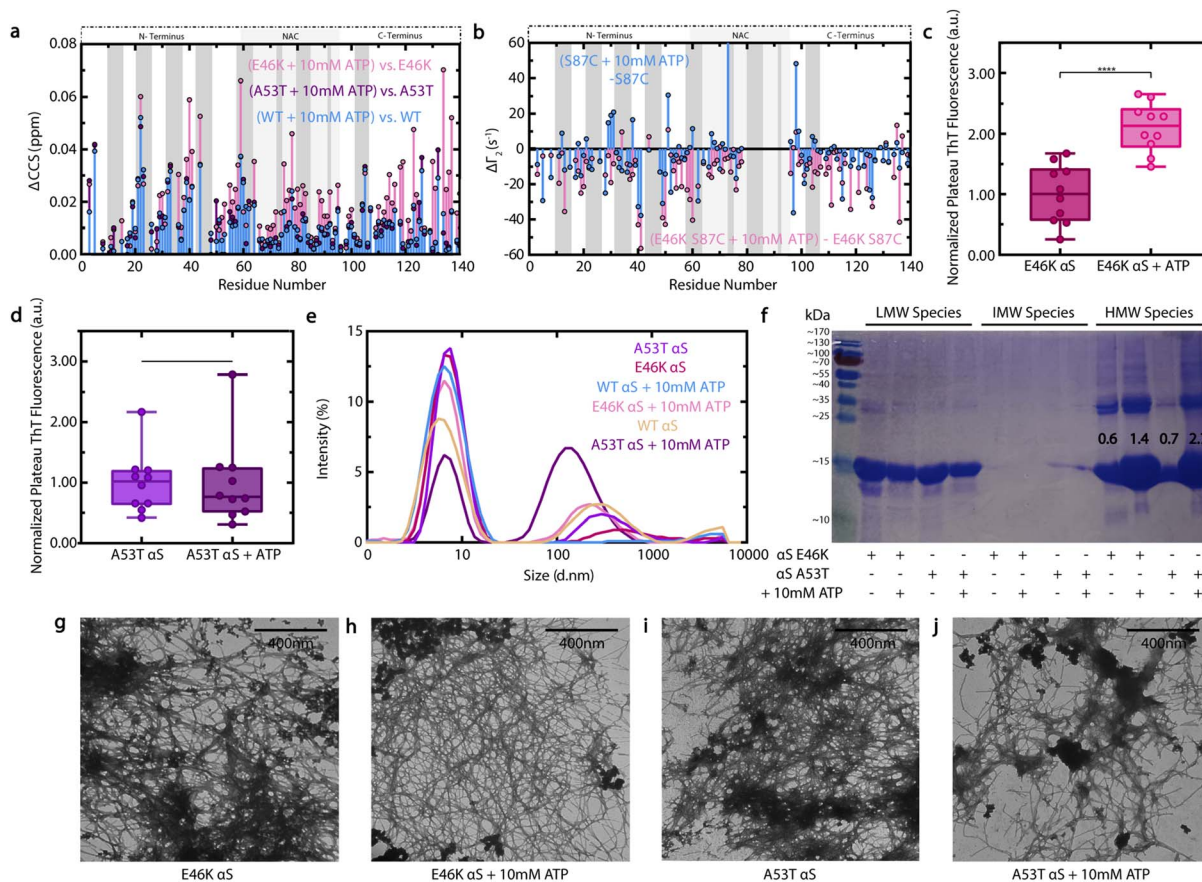 a
N- Terminus
NAC
C-Terminus
0.08
0.06
0.04
0.02
0.00
ΔCCS (ppm)
(E46K + 10mM ATP) vs. E46K
(A53T + 10mM ATP) vs. A53T
(WT + 10mM ATP) vs. WT
0 20 40 60 80 100 120 140
Residue Number
b
N- Terminus
NAC
C-Terminus
60
40
20
0
-20
-40
-60
ΔΓ2(s-1)
(S87C + 10mM ATP)
-S87C
(E46K S87C + 10mM ATP) - E46K S87C
0 20 40 60 80 100 120 140
Residue Number
c
Normalized Plateau ThT Fluorescence (a.u.)
3.00
2.00
1.00
0.00
****
E46K αS
E46K αS + ATP
d
Normalized Plateau ThT Fluorescence (a.u.)
3.00
2.00
1.00
0.00
A53T αS
A53T αS + ATP
e
15
10
5
0
Intensity (%)
A53T αS
E46K αS
WT αS + 10mM ATP
E46K αS + 10mM ATP
WT αS
A53T αS + 10mM ATP
10 100 1000 10000
Size (d.nm)
f
kDa
LMW Species
IMW Species
HMW Species
~170
~130
~100
~70
~55
~40
~35
~25
~15
~10
0.6 1.4 0.7
αS E46K + + - - + + - - + + - -
αS A53T - - + + - - + + - - + +
+ 10mM ATP - + - + - + - + - + - +
g
400nm
E46K αS
h
400nm
E46K αS + 10mM ATP
i
400nm
A53T αS
j
400nm
A53T αS + 10mM ATP